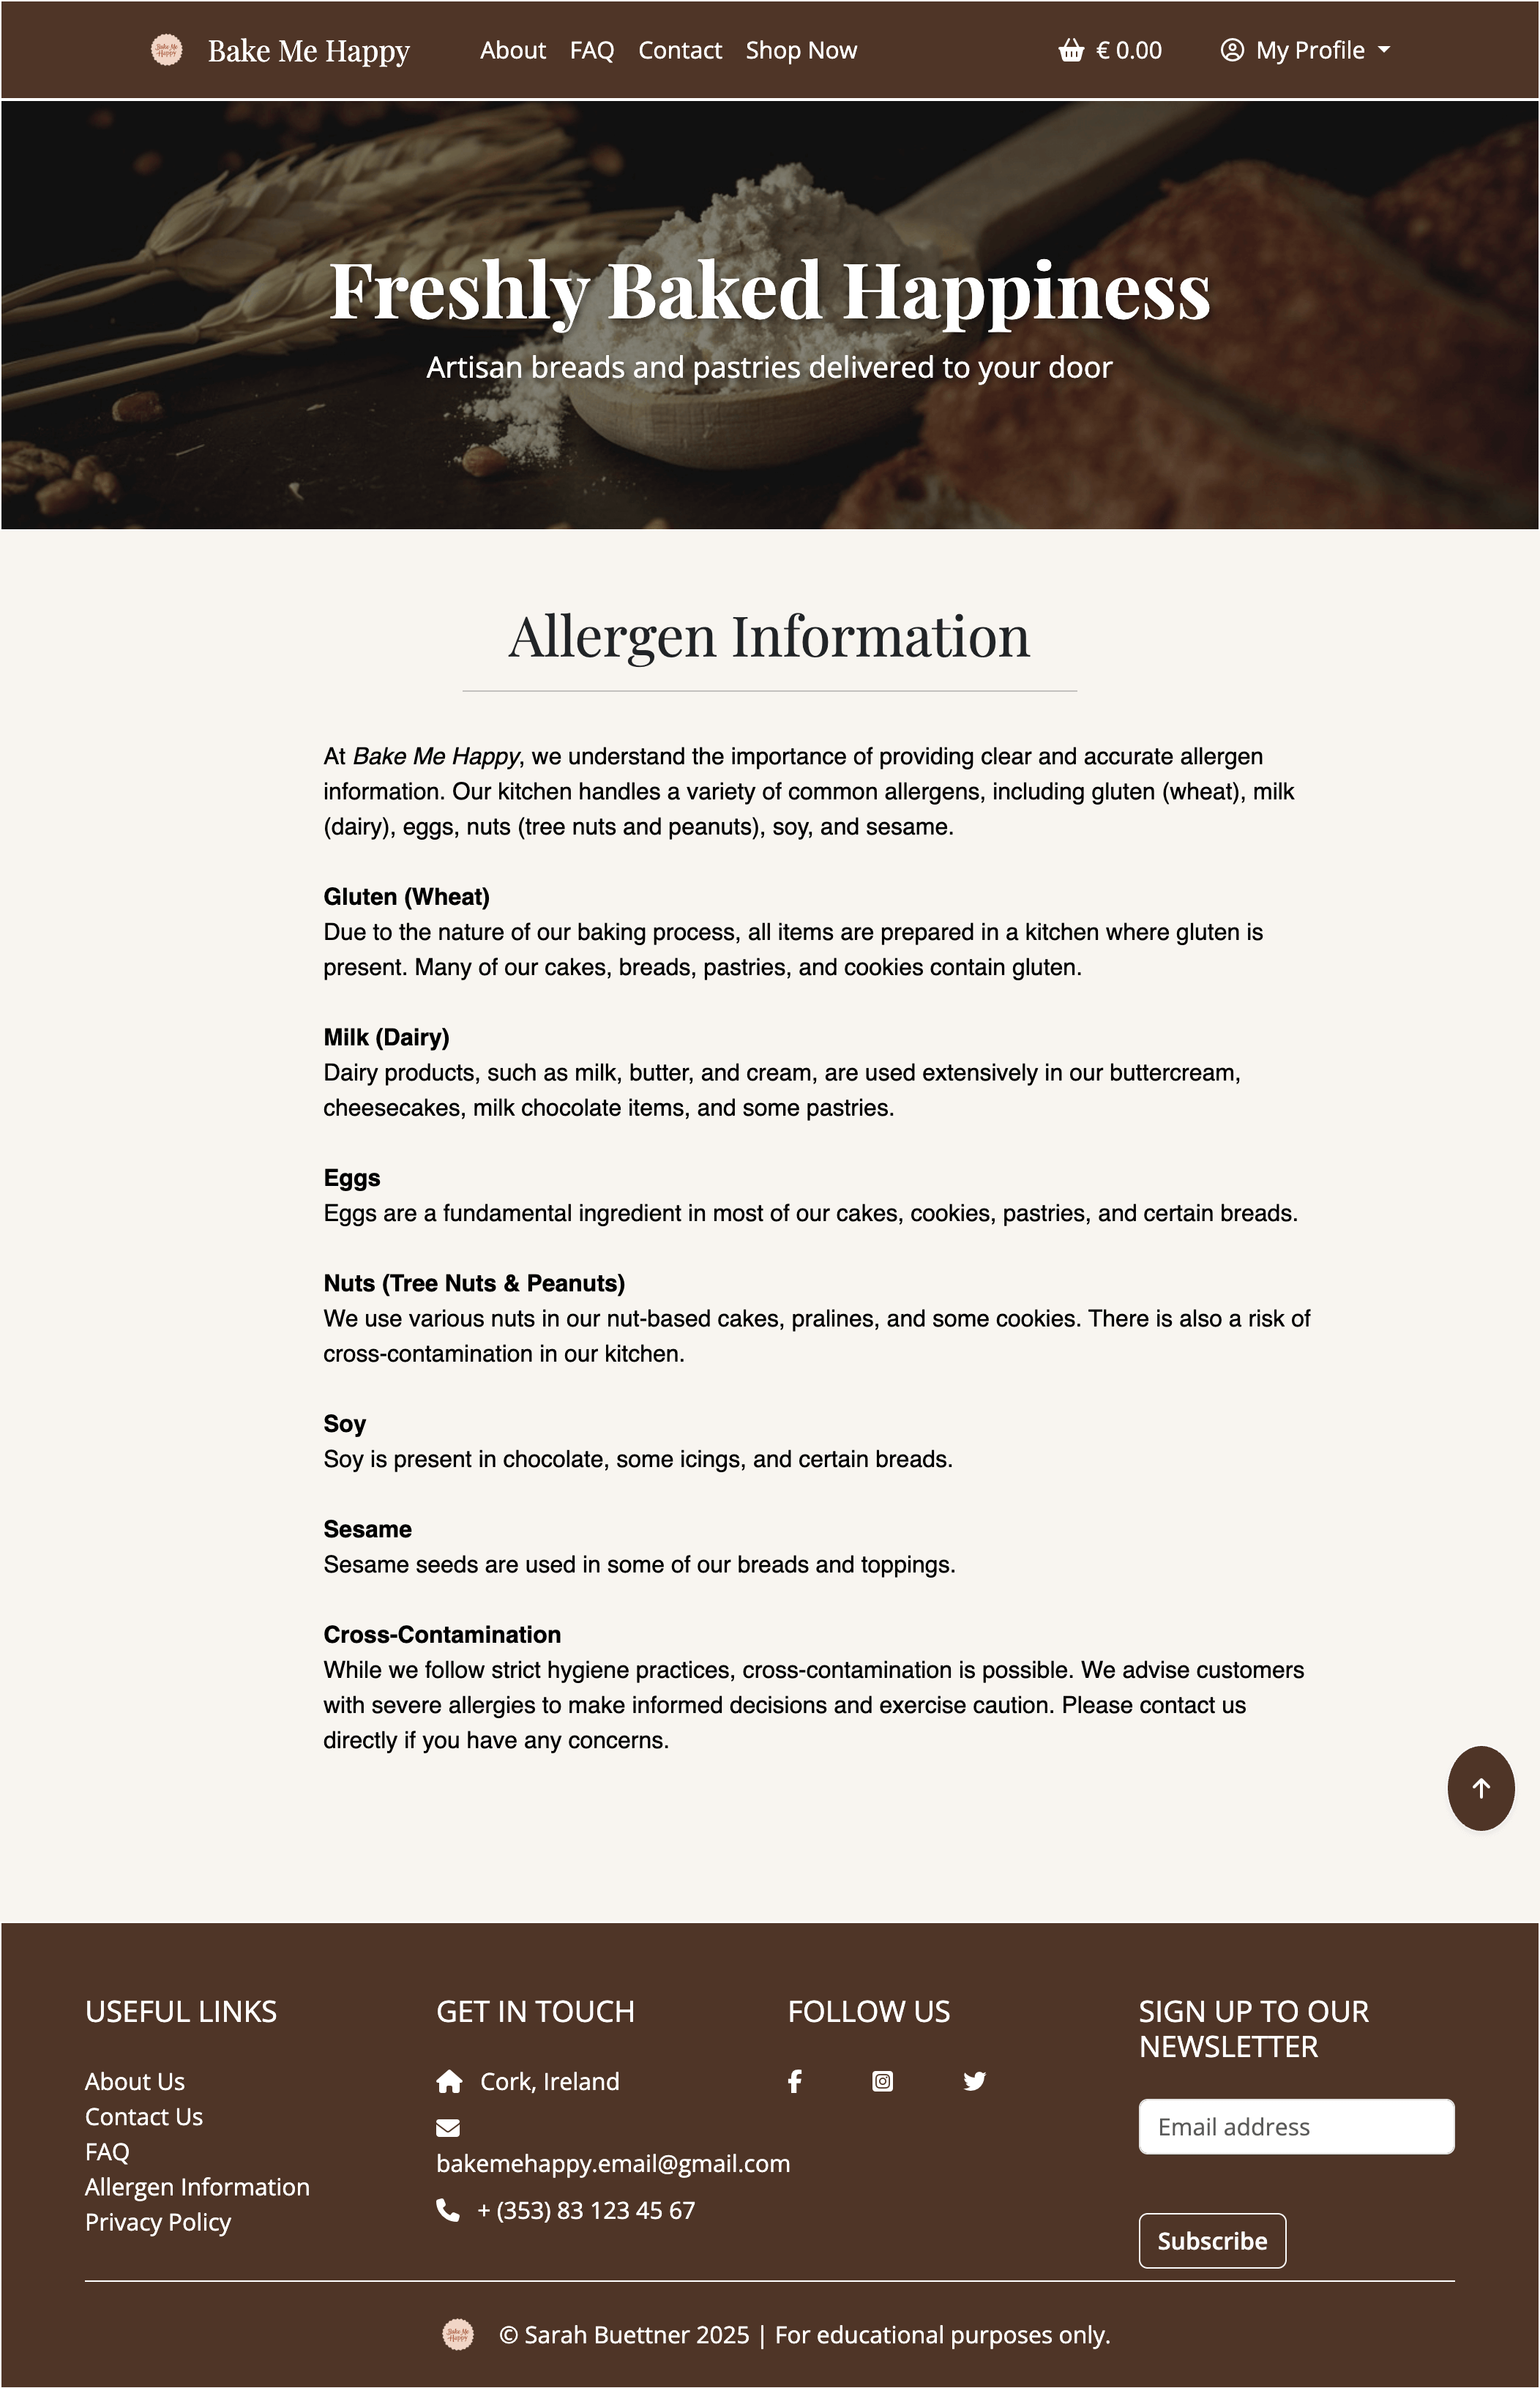 Bake Me Happy
Bake Me Happy
About
FAQ
Contact
Shop Now
€ 0.00
My Profile
Freshly Baked Happiness
Artisan breads and pastries delivered to your door
Allergen Information
At Bake Me Happy, we understand the importance of providing clear and accurate allergen
information. Our kitchen handles a variety of common allergens, including gluten (wheat), milk
(dairy), eggs, nuts (tree nuts and peanuts), soy, and sesame.
Gluten (Wheat)
Due to the nature of our baking process, all items are prepared in a kitchen where gluten is
present. Many of our cakes, breads, pastries, and cookies contain gluten.
Milk (Dairy)
Dairy products, such as milk, butter, and cream, are used extensively in our buttercream,
cheesecakes, milk chocolate items, and some pastries.
Eggs
Eggs are a fundamental ingredient in most of our cakes, cookies, pastries, and certain breads.
Nuts (Tree Nuts & Peanuts)
We use various nuts in our nut-based cakes, pralines, and some cookies. There is also a risk of
cross-contamination in our kitchen.
Soy
Soy is present in chocolate, some icings, and certain breads.
Sesame
Sesame seeds are used in some of our breads and toppings.
Cross-Contamination
While we follow strict hygiene practices, cross-contamination is possible. We advise customers
with severe allergies to make informed decisions and exercise caution. Please contact us
directly if you have any concerns.
USEFUL LINKS
About Us
Contact Us
FAQ
Allergen Information
Privacy Policy
GET IN TOUCH
Cork, Ireland
bakemehappy.email@gmail.com
+ (353) 83 123 45 67
FOLLOW US
SIGN UP TO OUR
NEWSLETTER
Email address
Subscribe
Bake Me Happy
© Sarah Buettner 2025 | For educational purposes only.